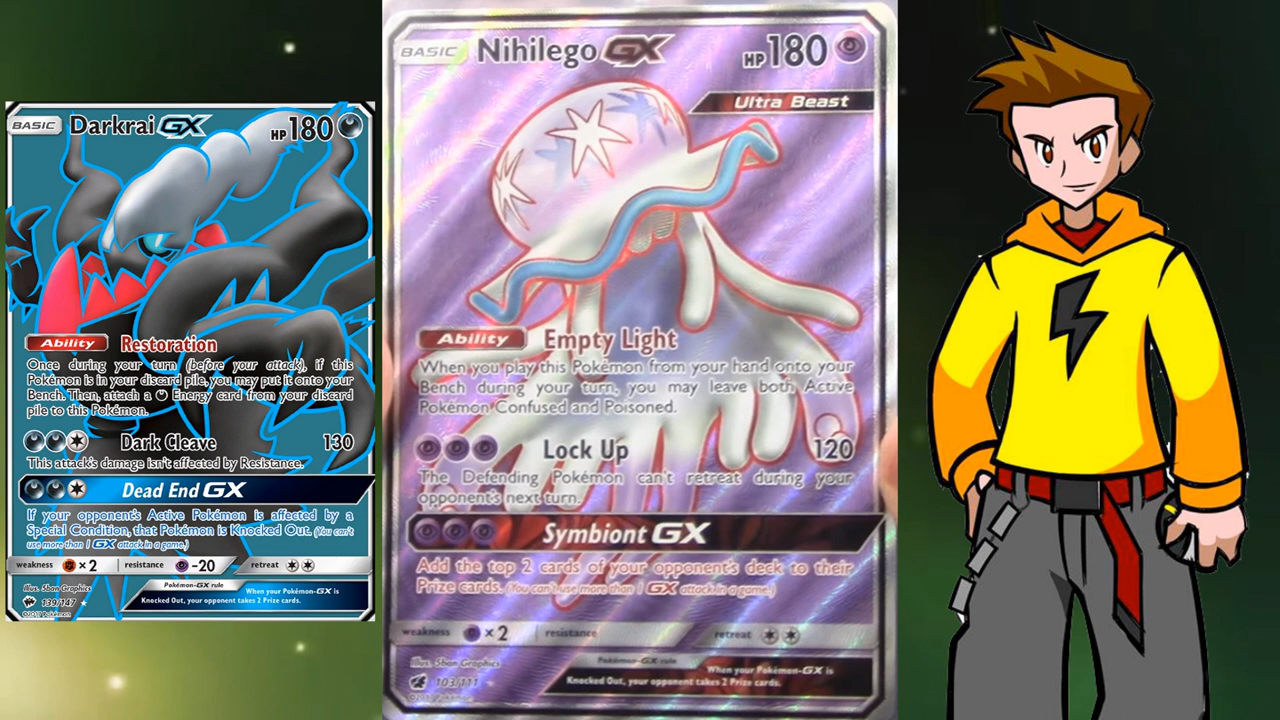 BASIC Darkrai GX HP 180
Ability Restoration
Once during your turn (before your attack), if this
Pokémon is in your discard pile, you may put it onto your
Bench. Then, attach a Energy card from your discard
pile to this Pokémon.
Dark Cleave 130
This attack's damage isn't affected by Resistance.
Dead End GX
If your opponent's Active Pokémon is affected by a
Special Condition, that Pokémon is Knocked Out. (You can't
use more than 1 GX attack in a game.)
weakness ×2 resistance -20 retreat
Illus. 5ban Graphics
139/147
©2017 Pokémon
Pokémon-GX rule When your Pokémon-GX is
Knocked Out, your opponent takes 2 Prize cards.
BASIC Nihilego GX HP 180
Ultra Beast
Ability Empty Light
When you play this Pokémon from your hand onto your
Bench during your turn, you may leave both Active
Pokémon Confused and Poisoned.
Lock Up 120
The Defending Pokémon can't retreat during your
opponent's next turn.
Symbiont GX
Add the top 2 cards of your opponent's deck to their
Prize cards. (You can't use more than 1 GX attack in a game.)
weakness ×2 resistance retreat
Illus. 5ban Graphics
103/111
Pokémon-GX rule When your Pokémon-GX is
Knocked Out, your opponent takes 2 Prize cards.